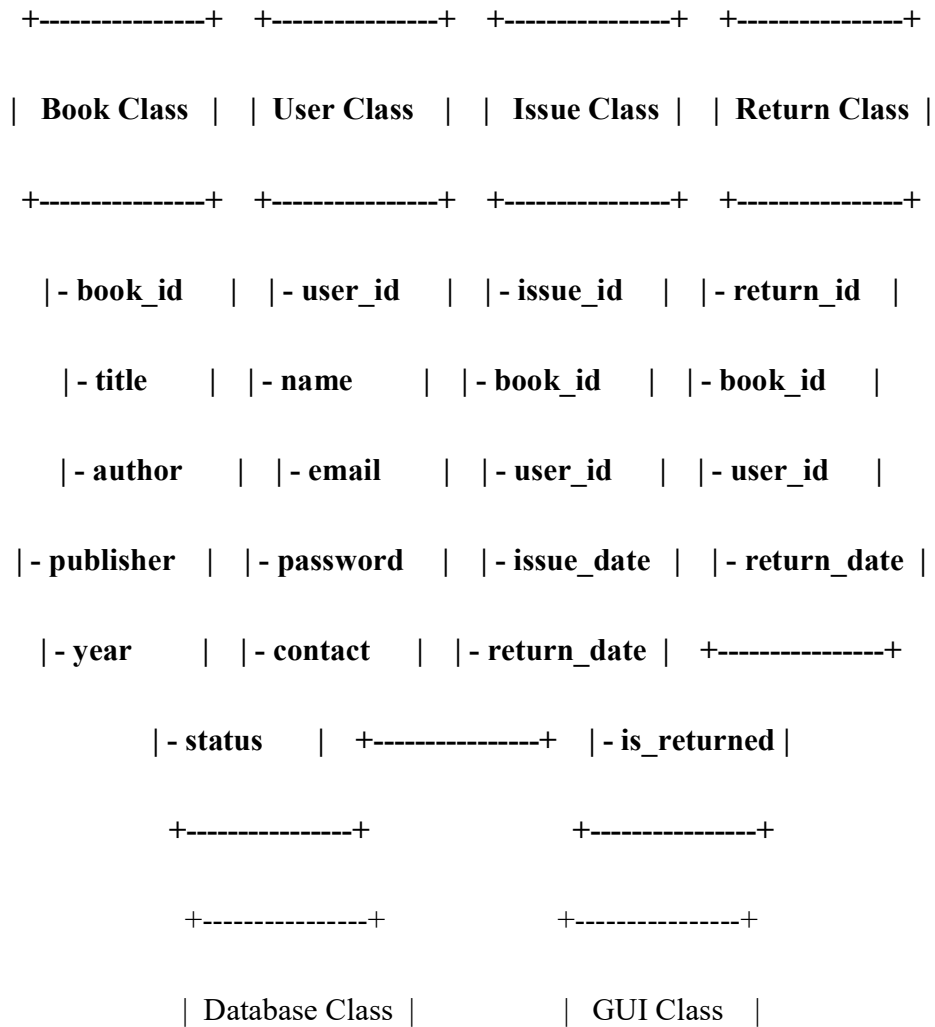 +----------------+ +----------------+ +----------------+ +----------------+
| Book Class | | User Class | | Issue Class | | Return Class |
+----------------+ +----------------+ +----------------+ +----------------+
|- book_id | |- user_id | |- issue_id | |- return_id |
|- title | |- name | |- book_id | |- book_id |
|- author | |- email | |- user_id | |- user_id |
|- publisher | |- password | |- issue_date | |- return_date |
|- year | |- contact | |- return_date | +----------------+
|- status | +----------------+ |- is_returned |
+----------------+ +----------------+
+----------------+ +----------------+
| Database Class | | GUI Class |